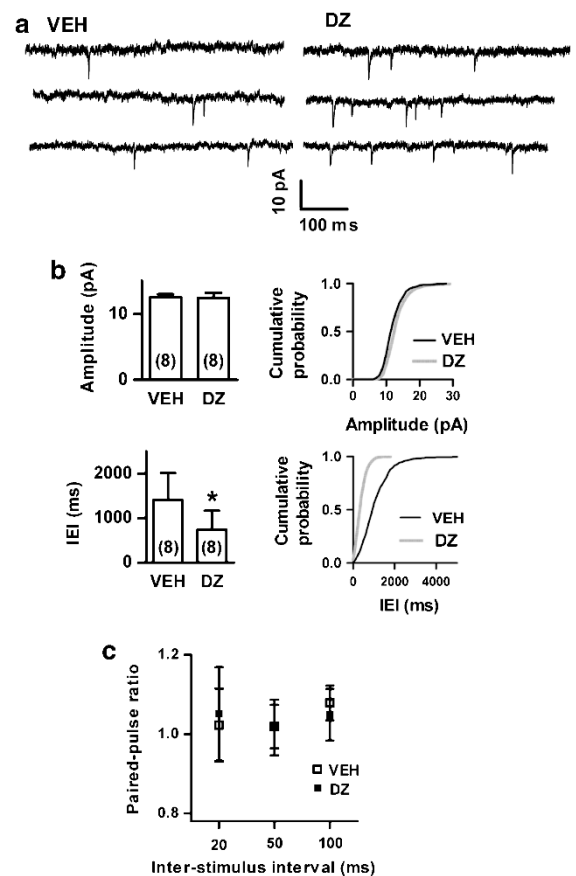 a VEH DZ
10 pA
100 ms
b
Amplitude (pA)
10
0
(8) (8)
VEH DZ
Cumulative
probability
1.0
0.5
0.0
VEH
DZ
0 10 20 30
Amplitude (pA)
IEI (ms)
2000
1000
0
*
(8) (8)
VEH DZ
Cumulative
probability
1.0
0.5
0.0
VEH
DZ
0 2000 4000
IEI (ms)
c
Paired-pulse ratio
1.2
1.0
0.8
VEH
DZ
20 50 100
Inter-stimulus interval (ms)